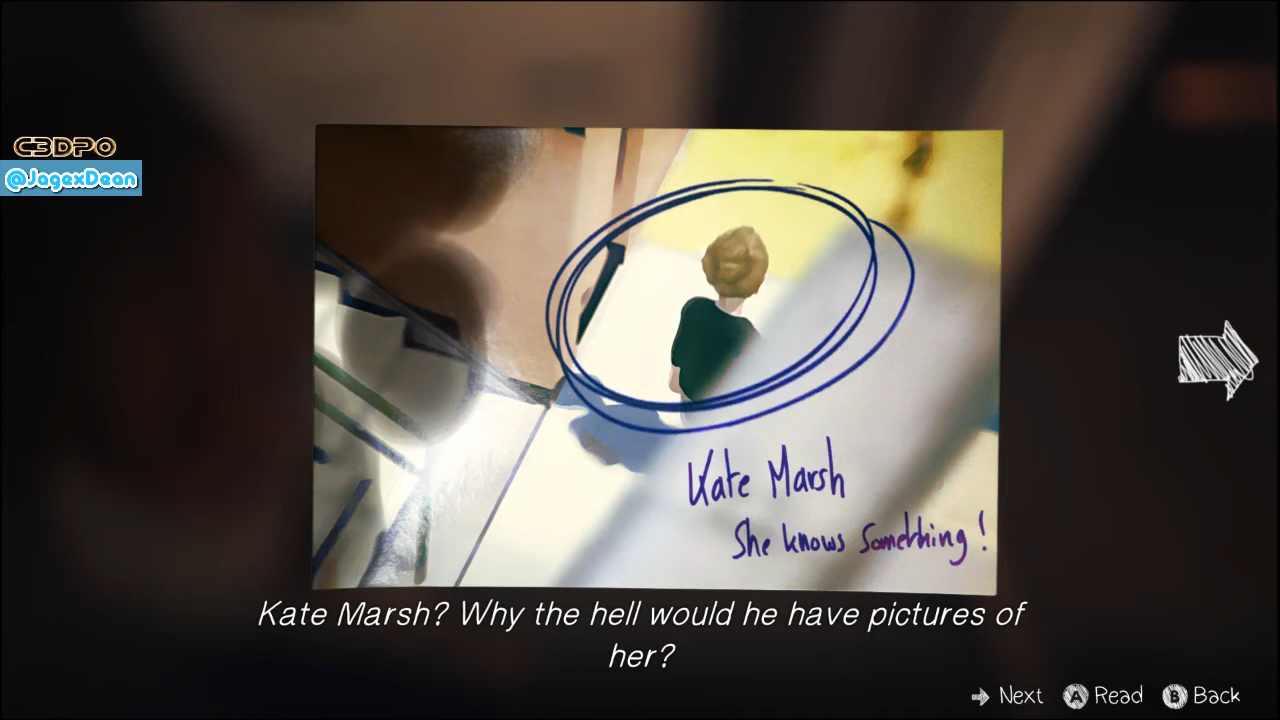 C3DPO
@JagexDean
Kate Marsh
She knows something!
Kate Marsh? Why the hell would he have pictures of
her?
Next A Read B Back